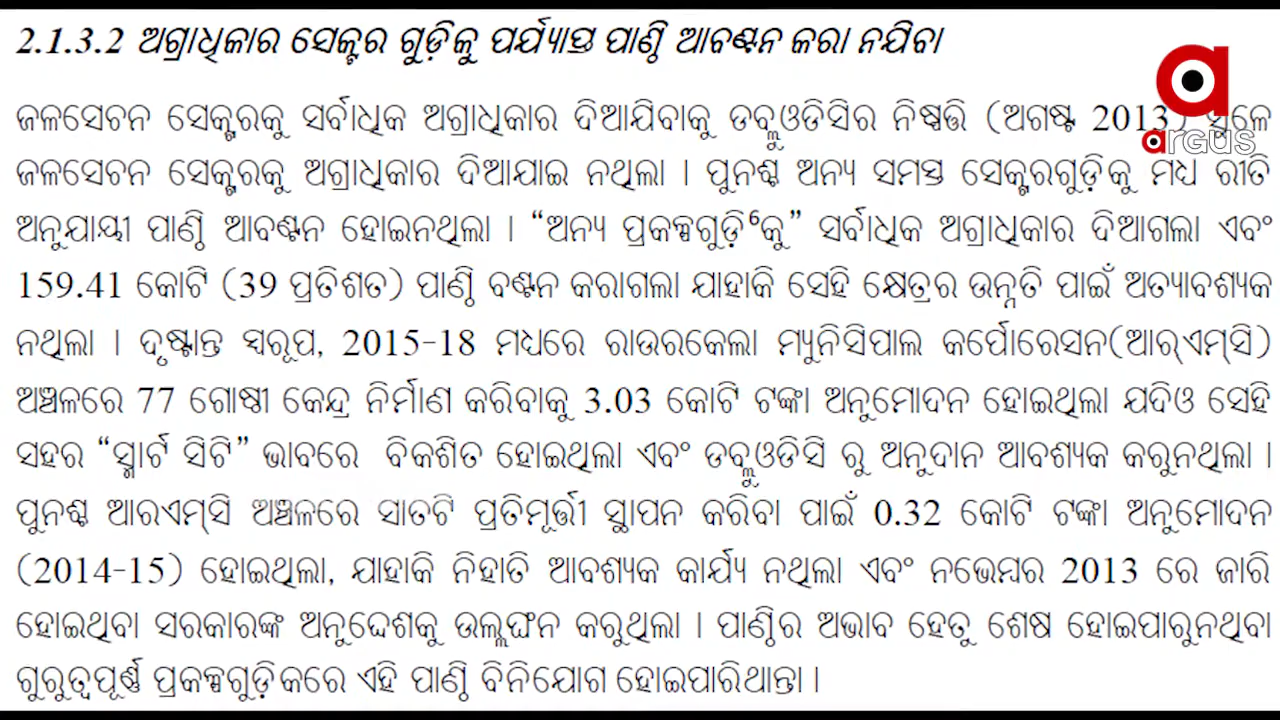 2.1.3.2 ଅଗ୍ରାଧିକାର ସେକ୍ଟର ଗୁଡ଼ିକୁ ପର୍ଯ୍ୟାପ୍ତ ପାଣ୍ଠି ଆବଣ୍ଟନ କରା ନଯିବା
ଜଳସେଚନ ସେକ୍ଟରକୁ ସର୍ବାଧିକ ଅଗ୍ରାଧିକାର ଦିଆଯିବାକୁ ଡବ୍ଲୁଓଡିସିର ନିଷ୍ପତ୍ତି (ଅଗଷ୍ଟ 2013) ସ୍ଥଳେ
ଜଳସେଚନ ସେକ୍ଟରକୁ ଅଗ୍ରାଧିକାର ଦିଆଯାଇ ନଥିଲା । ପୁନଶ୍ଚ ଅନ୍ୟ ସମସ୍ତ ସେକ୍ଟରଗୁଡ଼ିକୁ ମଧ୍ୟ ରୀତି
ଅନୁଯାୟୀ ପାଣ୍ଠି ଆବଣ୍ଟନ ହୋଇନଥିଲା । “ଅନ୍ୟ ପ୍ରକଳ୍ପଗୁଡ଼ି⁶କୁ” ସର୍ବାଧିକ ଅଗ୍ରାଧିକାର ଦିଆଗଲା ଏବଂ
159.41 କୋଟି (39 ପ୍ରତିଶତ) ପାଣ୍ଠି ବଣ୍ଟନ କରାଗଲା ଯାହାକି ସେହି କ୍ଷେତ୍ରର ଉନ୍ନତି ପାଇଁ ଅତ୍ୟାବଶ୍ୟକ
ନଥିଲା । ଦୃଷ୍ଟାନ୍ତ ସ୍ୱରୂପ, 2015-18 ମଧ୍ୟରେ ରାଉରକେଲା ମ୍ୟୁନିସିପାଲ କର୍ପୋରେସନ(ଆର୍ଏମ୍ସି)
ଅଞ୍ଚଳରେ 77 ଗୋଷ୍ଠୀ କେନ୍ଦ୍ର ନିର୍ମାଣ କରିବାକୁ 3.03 କୋଟି ଟଙ୍କା ଅନୁମୋଦନ ହୋଇଥିଲା ଯଦିଓ ସେହି
ସହର “ସ୍ମାର୍ଟ ସିଟି” ଭାବରେ ବିକଶିତ ହୋଇଥିଲା ଏବଂ ଡବ୍ଲୁଓଡିସି ରୁ ଅନୁଦାନ ଆବଶ୍ୟକ କରୁନଥିଲା ।
ପୁନଶ୍ଚ ଆରଏମ୍ସି ଅଞ୍ଚଳରେ ସାତଟି ପ୍ରତିମୂର୍ତ୍ତୀ ସ୍ଥାପନ କରିବା ପାଇଁ 0.32 କୋଟି ଟଙ୍କା ଅନୁମୋଦନ
(2014-15) ହୋଇଥିଲା, ଯାହାକି ନିହାତି ଆବଶ୍ୟକ କାର୍ଯ୍ୟ ନଥିଲା ଏବଂ ନଭେମ୍ବର 2013 ରେ ଜାରି
ହୋଇଥିବା ସରକାରଙ୍କ ଅନୁଦ୍ଦେଶକୁ ଉଲ୍ଲଙ୍ଘନ କରୁଥିଲା । ପାଣ୍ଠିର ଅଭାବ ହେତୁ ଶେଷ ହୋଇପାରୁନଥିବା
ଗୁରୁତ୍ୱପୂର୍ଣ୍ଣ ପ୍ରକଳ୍ପଗୁଡ଼ିକରେ ଏହି ପାଣ୍ଠି ବିନିଯୋଗ ହୋଇପାରିଥାନ୍ତା ।
argus